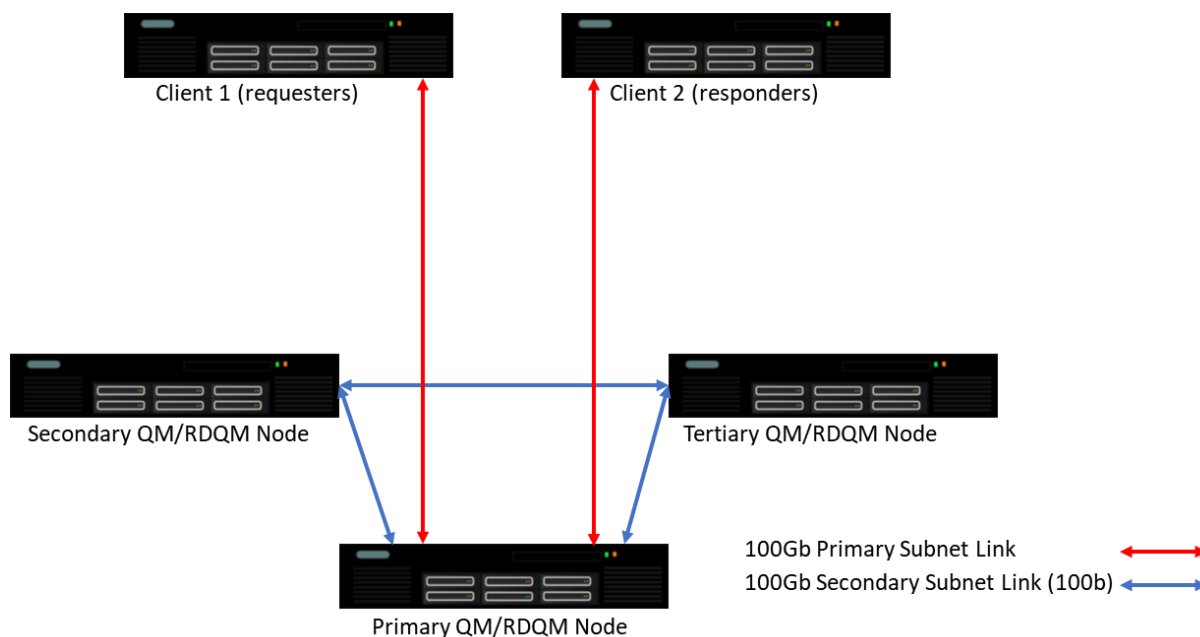 Client 1 (requesters)
Client 2 (responders)
Secondary QM/RDQM Node
Tertiary QM/RDQM Node
100Gb Primary Subnet Link
100Gb Secondary Subnet Link (100b)
Primary QM/RDQM Node